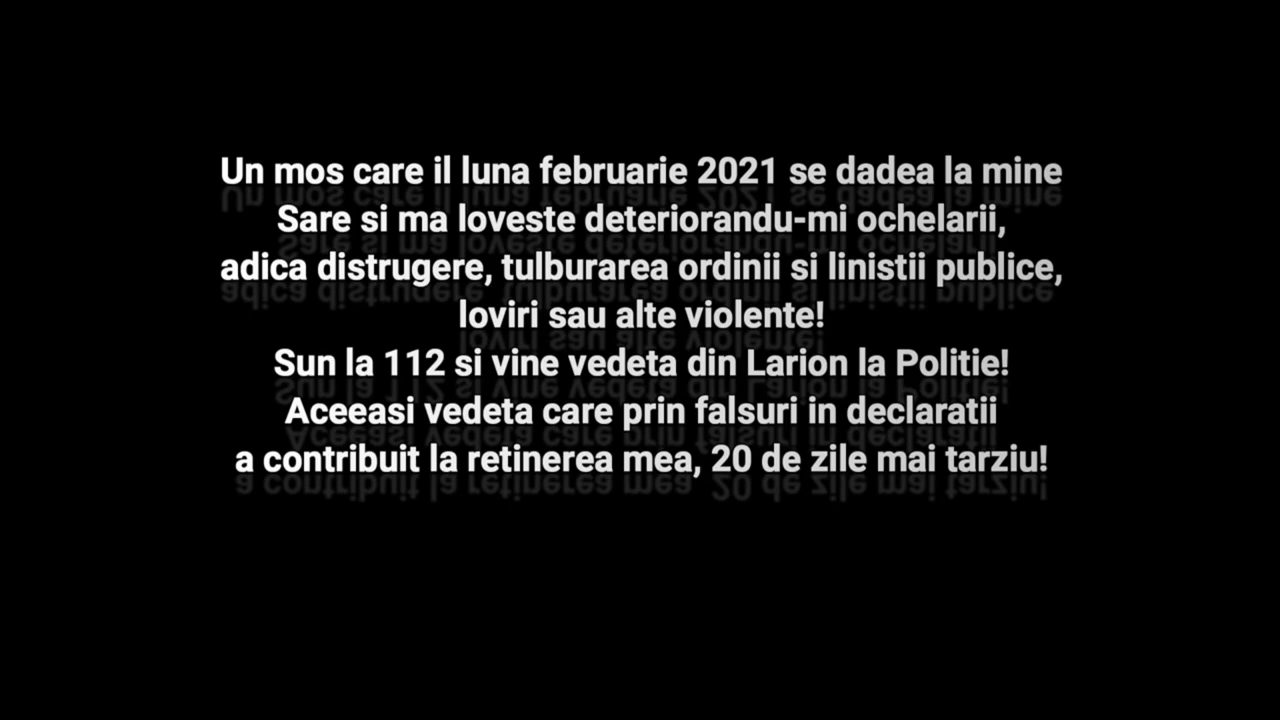 Un mos care il luna februarie 2021 se dadea la mine
Sare si ma loveste deteriorandu-mi ochelarii,
adica distrugere, tulburarea ordinii si linistii publice,
loviri sau alte violente!
Sun la 112 si vine vedeta din Larion la Politie!
Aceeasi vedeta care prin falsuri in declaratii
a contribuit la retinerea mea, 20 de zile mai tarziu!